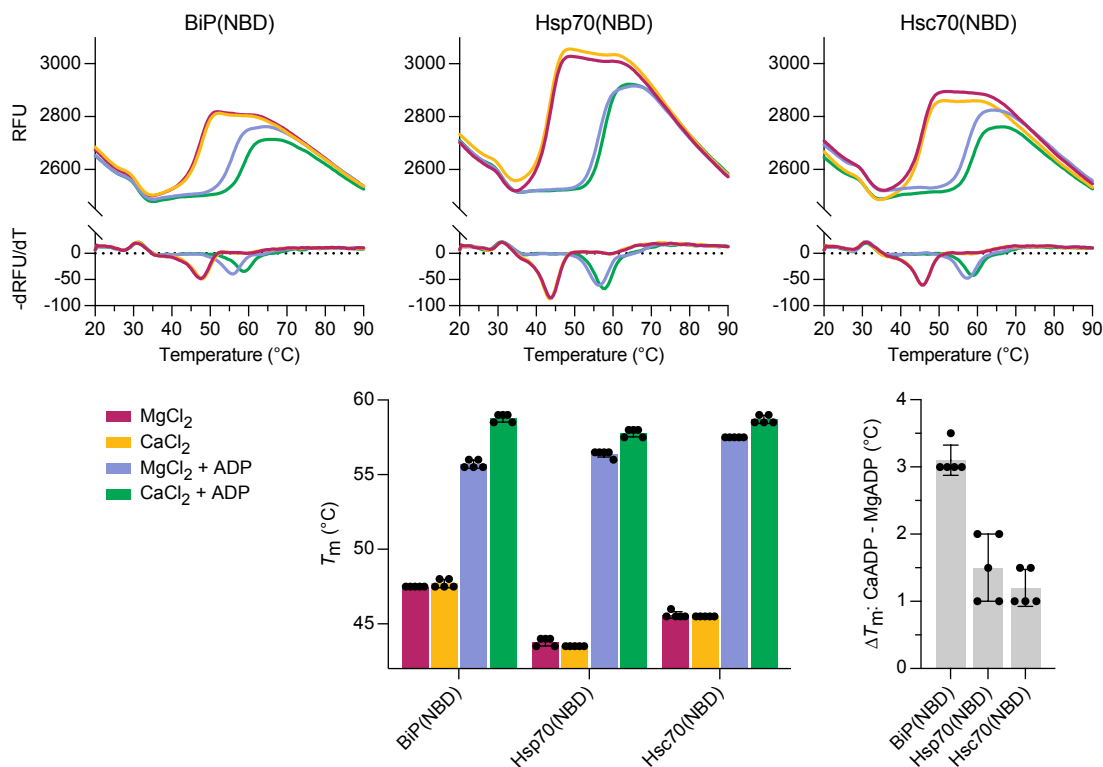 BiP(NBD)
Hsp70(NBD)
Hsc70(NBD)
RFU
3000
2800
2600
3000
2800
2600
3000
2800
2600
-dRFU/dT
0
-50
-100
0
-50
-100
0
-50
-100
20 30 40 50 60 70 80 90
20 30 40 50 60 70 80 90
20 30 40 50 60 70 80 90
Temperature (°C)
Temperature (°C)
Temperature (°C)
MgCl2
CaCl2
MgCl2 + ADP
CaCl2 + ADP
Tm (°C)
60
55
50
45
BiP(NBD)
Hsp70(NBD)
Hsc70(NBD)
ΔTm: CaADP - MgADP (°C)
4
3
2
1
0
BiP(NBD)
Hsp70(NBD)
Hsc70(NBD)